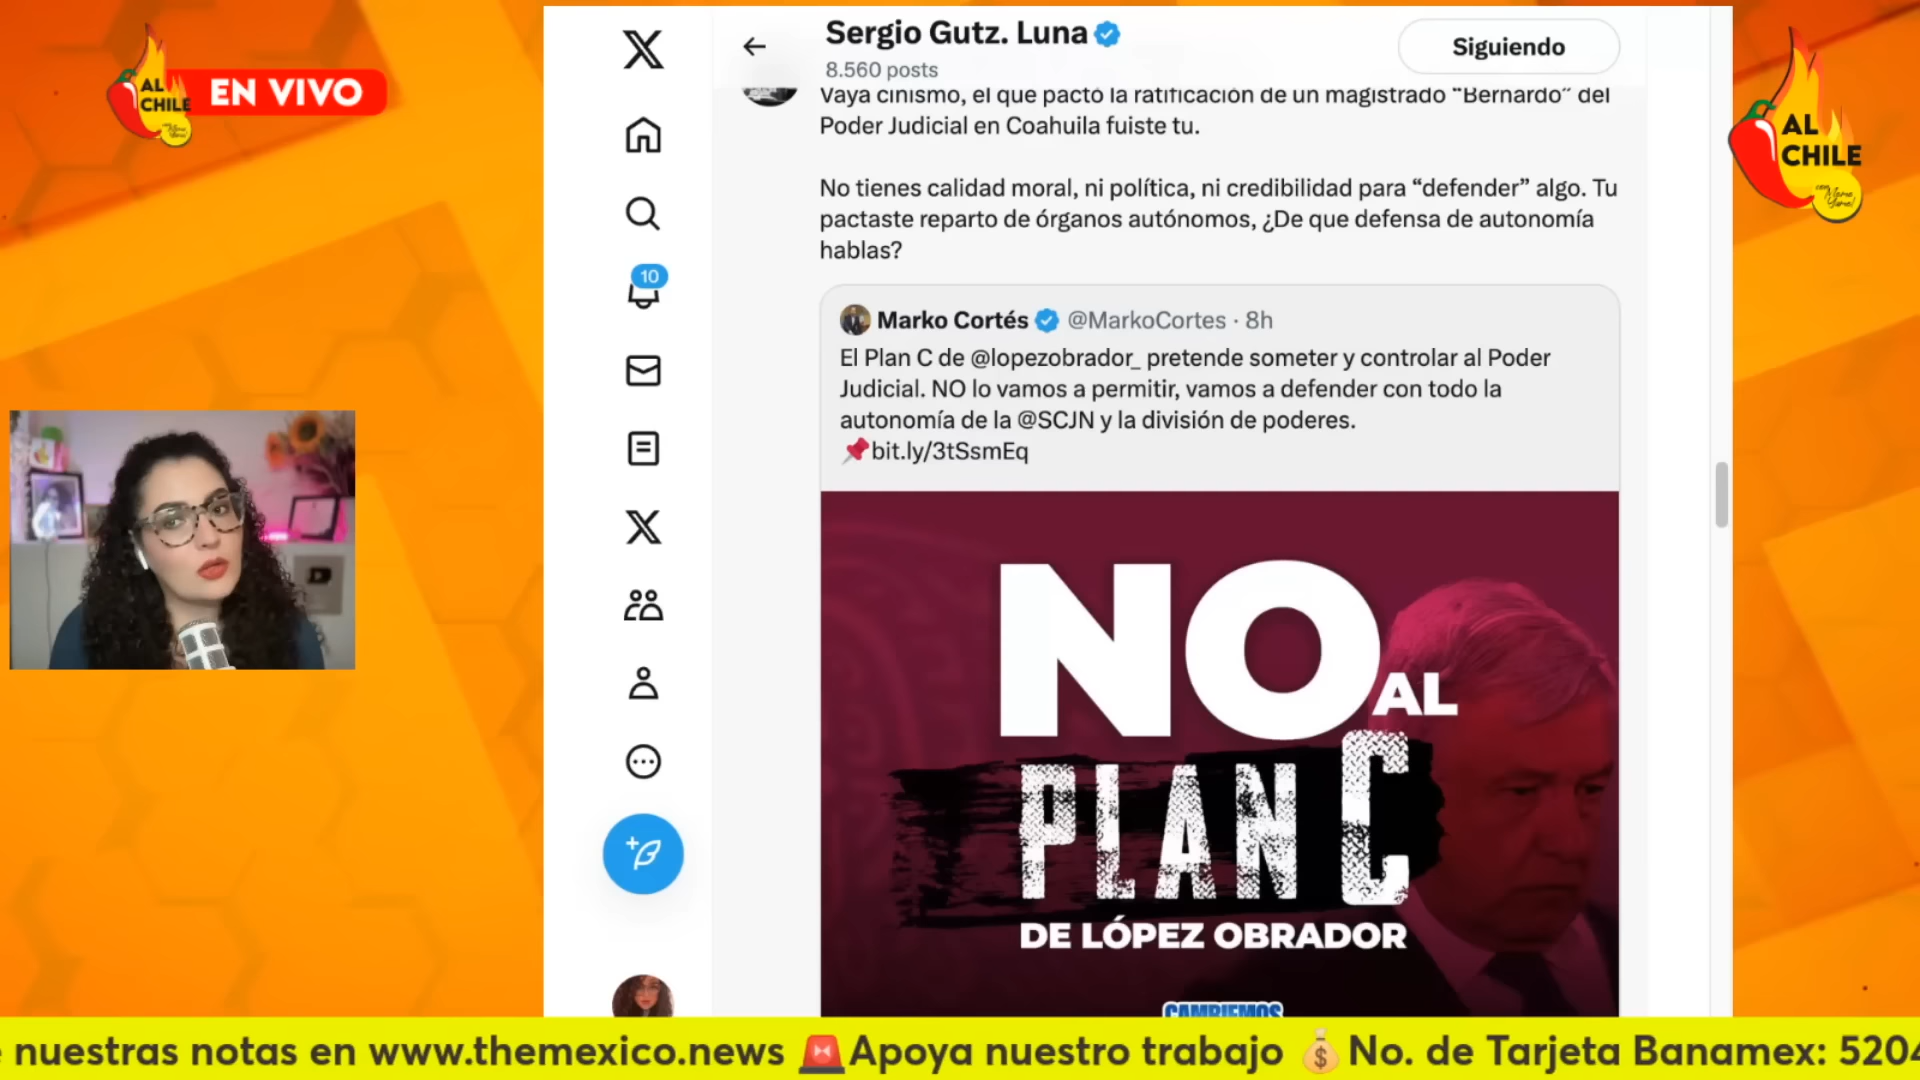 AL
CHILE
EN VIVO
Sergio Gutz. Luna
8.560 posts
Siguiendo
Vaya cinismo, el que pactó la ratificación de un magistrado “Bernardo” del
Poder Judicial en Coahuila fuiste tu.
No tienes calidad moral, ni política, ni credibilidad para “defender” algo. Tu
pactaste reparto de órganos autónomos, ¿De que defensa de autonomía
hablas?
10
Marko Cortés @MarkoCortes · 8h
El Plan C de @lopezobrador_ pretende someter y controlar al Poder
Judicial. NO lo vamos a permitir, vamos a defender con todo la
autonomía de la @SCJN y la división de poderes.
📌bit.ly/3tSsmEq
NO AL
PLAN C
DE LÓPEZ OBRADOR
CAMBIEMOS
AL
CHILE
nuestras notas en www.themexico.news 🚨Apoya nuestro trabajo 💰No. de Tarjeta Banamex: 520